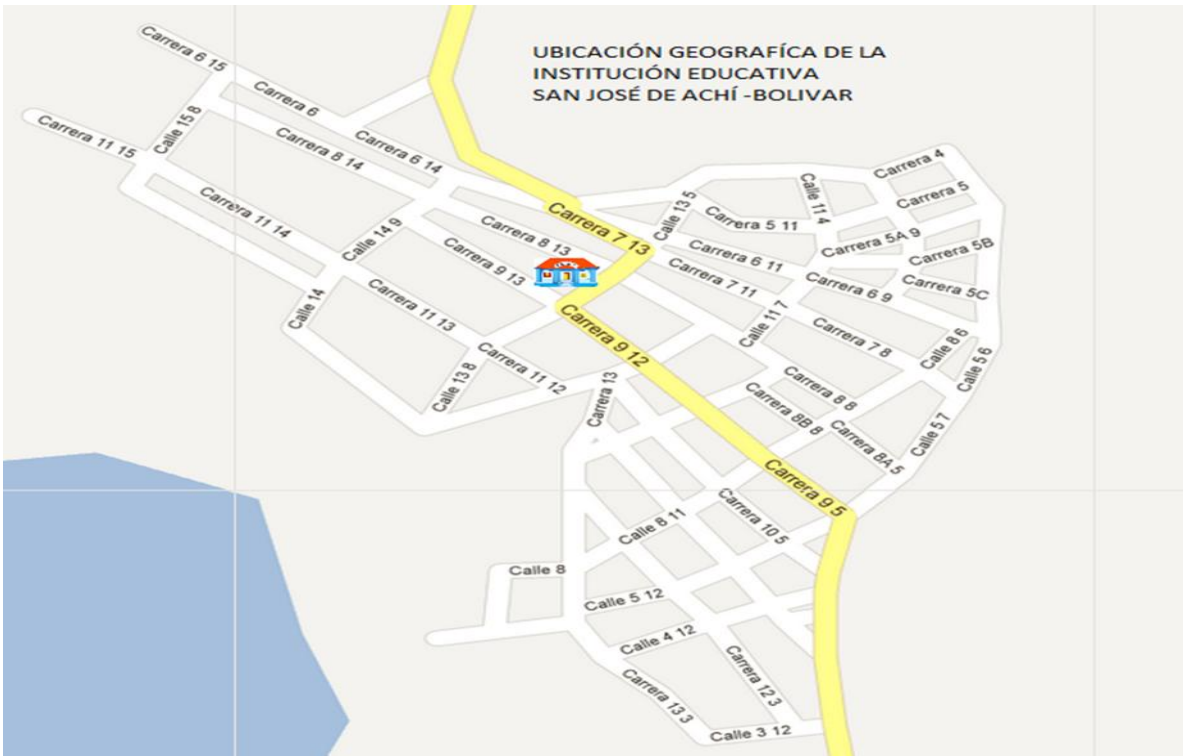 UBICACIÓN GEOGRAFÍCA DE LA
INSTITUCIÓN EDUCATIVA
SAN JOSÉ DE ACHÍ -BOLIVAR
Carrera 6 15
Carrera 6
Carrera 11 15
Calle 15 8
Carrera 8 14
Carrera 6 14
Carrera 4
Calle 11 4
Carrera 5
Calle 13 5
Carrera 5 11
Carrera 7 13
Carrera 11 14
Calle 14 9
Carrera 8 13
Carrera 5A 9
Carrera 5B
Carrera 6 11
Carrera 9 13
Carrera 7 11
Carrera 6 9
Carrera 5C
Calle 14
Carrera 11 13
Calle 11 7
Carrera 9 12
Carrera 7 8
Calle 8 6
Calle 5 6
Carrera 11 12
Calle 13 8
Carrera 13
Carrera 8 8
Carrera 8B 8
Calle 5 7
Carrera 8A 5
Carrera 9 5
Carrera 10 5
Calle 8 11
Calle 8
Calle 5 12
Calle 4 12
Carrera 12 3
Carrera 13 3
Calle 3 12